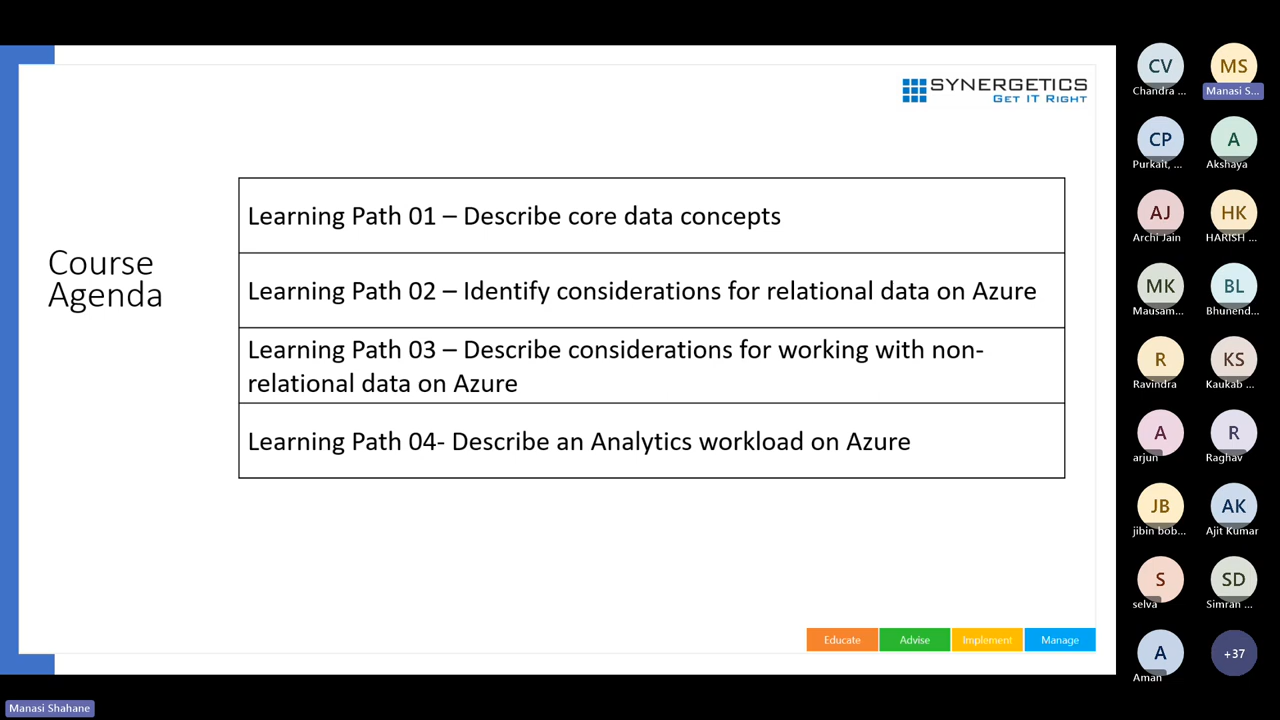 SYNERGETICS
GET IT RIGHT
Course
Agenda
Learning Path 01 – Describe core data concepts
Learning Path 02 – Identify considerations for relational data on Azure
Learning Path 03 – Describe considerations for working with non-
relational data on Azure
Learning Path 04- Describe an Analytics workload on Azure
Educate Advise Implement Manage
CV MS
Chandra ... Manasi S...
CP A
Purkait, ... Akshaya
AJ HK
Archi Jain HARISH ...
MK BL
Mausam... Bhunend...
R KS
Ravindra Kaukab ...
A R
arjun Raghav
JB AK
jibin bob... Ajit Kumar
S SD
selva Simran ...
A +37
Aman
Manasi Shahane